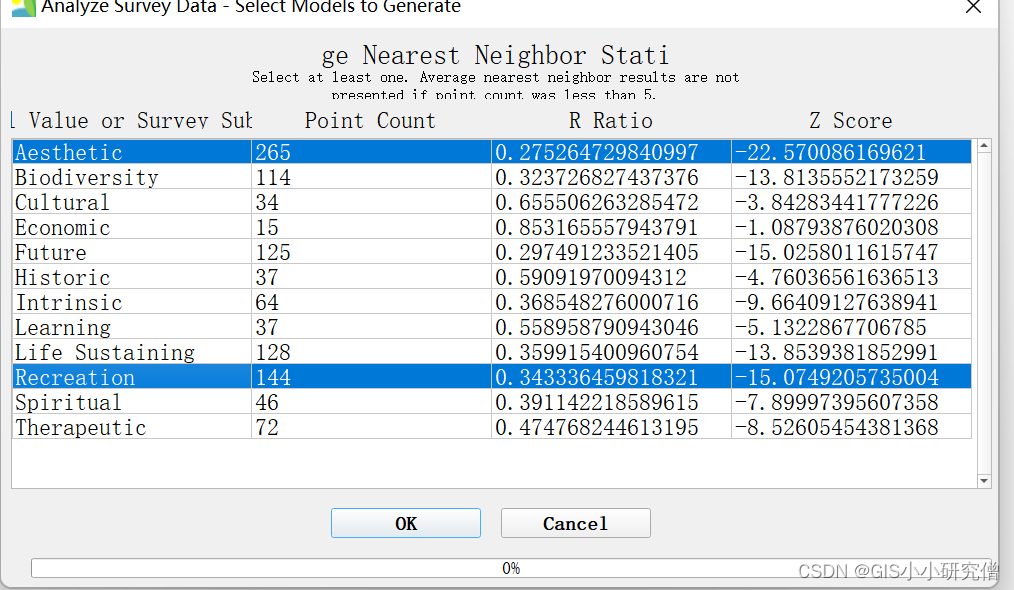 Analyze Survey Data - Select Models to Generate
ge Nearest Neighbor Stati
Select at least one. Average nearest neighbor results are not
presented if point count was less than 5.
l Value or Survey Sub Point Count R Ratio Z Score
Aesthetic 265 0.275264729840997 -22.570086169621
Biodiversity 114 0.323726827437376 -13.8135552173259
Cultural 34 0.655506263285472 -3.84283441777226
Economic 15 0.853165557943791 -1.08793876020308
Future 125 0.297491233521405 -15.0258011615747
Historic 37 0.59091970094312 -4.76036561636513
Intrinsic 64 0.368548276000716 -9.66409127638941
Learning 37 0.558958790943046 -5.1322867706785
Life Sustaining 128 0.359915400960754 -13.8539381852991
Recreation 144 0.343336459818321 -15.0749205735004
Spiritual 46 0.391142218589615 -7.89997395607358
Therapeutic 72 0.474768244613195 -8.52605454381368
OK Cancel
0%
CSDN @GIS小小研究僧